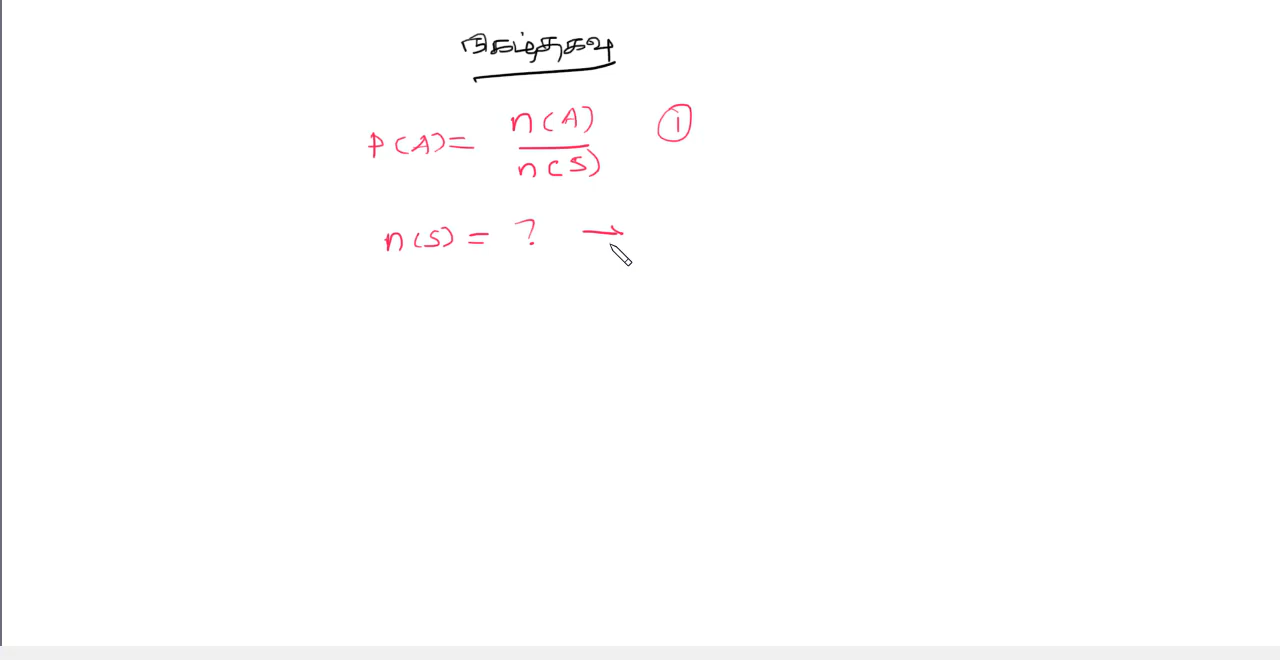 நிகழ்தகவு
P(A) = n(A) / n(S) ①
n(S) = ? →